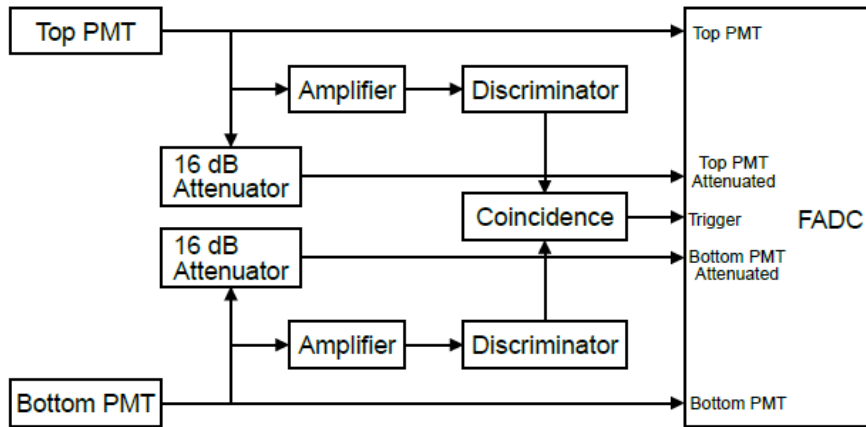 Top PMT
Top PMT
Amplifier
Discriminator
16 dB
Attenuator
Top PMT
Attenuated
Coincidence
Trigger
FADC
16 dB
Attenuator
Bottom PMT
Attenuated
Amplifier
Discriminator
Bottom PMT
Bottom PMT